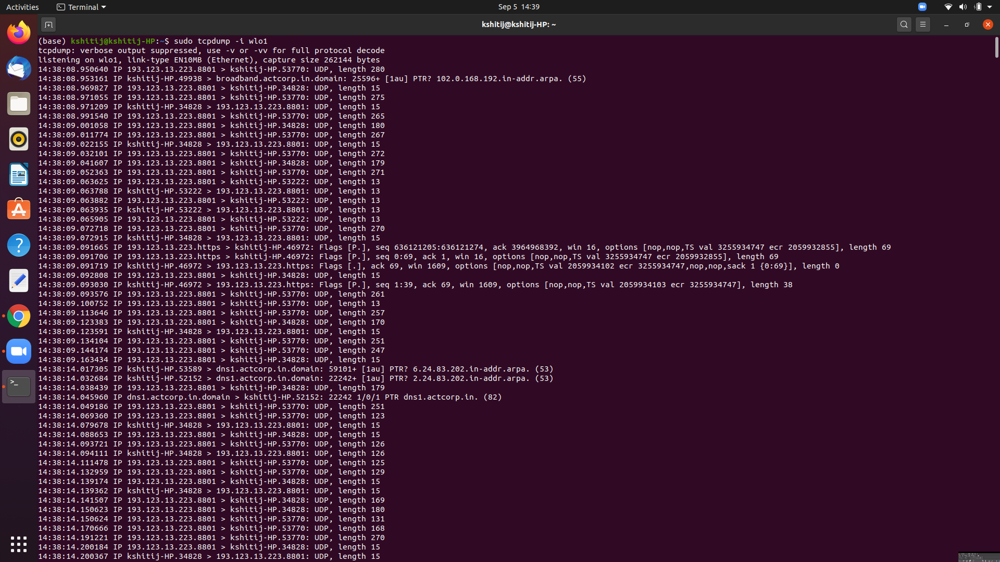 Activities
Terminal
Sep 5 14:39
kshitij@kshitij-HP: ~
(base) kshitij@kshitij-HP:~$ sudo tcpdump -i wlo1
tcpdump: verbose output suppressed, use -v or -vv for full protocol decode
listening on wlo1, link-type EN10MB (Ethernet), capture size 262144 bytes
14:38:08.950640 IP 193.123.13.223.8801 > kshitij-HP.53770: UDP, length 280
14:38:08.953161 IP kshitij-HP.49938 > broadband.actcorp.in.domain: 25596+ [1au] PTR? 102.0.168.192.in-addr.arpa. (55)
14:38:08.969827 IP 193.123.13.223.8801 > kshitij-HP.34828: UDP, length 15
14:38:08.971055 IP 193.123.13.223.8801 > kshitij-HP.53770: UDP, length 275
14:38:08.971209 IP kshitij-HP.34828 > 193.123.13.223.8801: UDP, length 15
14:38:08.991540 IP 193.123.13.223.8801 > kshitij-HP.53770: UDP, length 265
14:38:09.001058 IP 193.123.13.223.8801 > kshitij-HP.34828: UDP, length 180
14:38:09.011774 IP 193.123.13.223.8801 > kshitij-HP.53770: UDP, length 267
14:38:09.022155 IP kshitij-HP.34828 > 193.123.13.223.8801: UDP, length 15
14:38:09.032101 IP 193.123.13.223.8801 > kshitij-HP.53770: UDP, length 272
14:38:09.041607 IP 193.123.13.223.8801 > kshitij-HP.34828: UDP, length 179
14:38:09.052363 IP 193.123.13.223.8801 > kshitij-HP.53770: UDP, length 271
14:38:09.063625 IP 193.123.13.223.8801 > kshitij-HP.53222: UDP, length 13
14:38:09.063788 IP kshitij-HP.53222 > 193.123.13.223.8801: UDP, length 13
14:38:09.063882 IP 193.123.13.223.8801 > kshitij-HP.53222: UDP, length 13
14:38:09.063935 IP kshitij-HP.53222 > 193.123.13.223.8801: UDP, length 13
14:38:09.065905 IP 193.123.13.223.8801 > kshitij-HP.53222: UDP, length 13
14:38:09.072718 IP 193.123.13.223.8801 > kshitij-HP.53770: UDP, length 270
14:38:09.072915 IP kshitij-HP.34828 > 193.123.13.223.8801: UDP, length 15
14:38:09.091665 IP 193.123.13.223.https > kshitij-HP.46972: Flags [P.], seq 636121205:636121274, ack 3964968392, win 16, options [nop,nop,TS val 3255934747 ecr 2059932855], length 69
14:38:09.091706 IP 193.123.13.223.https > kshitij-HP.46972: Flags [P.], seq 0:69, ack 1, win 16, options [nop,nop,TS val 3255934747 ecr 2059932855], length 69
14:38:09.091719 IP kshitij-HP.46972 > 193.123.13.223.https: Flags [.], ack 69, win 1609, options [nop,nop,TS val 2059934102 ecr 3255934747,nop,nop,sack 1 {0:69}], length 0
14:38:09.092808 IP 193.123.13.223.8801 > kshitij-HP.34828: UDP, length 15
14:38:09.093030 IP kshitij-HP.46972 > 193.123.13.223.https: Flags [P.], seq 1:39, ack 69, win 1609, options [nop,nop,TS val 2059934103 ecr 3255934747], length 38
14:38:09.093576 IP 193.123.13.223.8801 > kshitij-HP.53770: UDP, length 261
14:38:09.100752 IP 193.123.13.223.8801 > kshitij-HP.53770: UDP, length 13
14:38:09.113646 IP 193.123.13.223.8801 > kshitij-HP.53770: UDP, length 257
14:38:09.123383 IP 193.123.13.223.8801 > kshitij-HP.34828: UDP, length 170
14:38:09.123591 IP kshitij-HP.34828 > 193.123.13.223.8801: UDP, length 15
14:38:09.134104 IP 193.123.13.223.8801 > kshitij-HP.53770: UDP, length 251
14:38:09.144174 IP 193.123.13.223.8801 > kshitij-HP.53770: UDP, length 247
14:38:09.163434 IP 193.123.13.223.8801 > kshitij-HP.34828: UDP, length 15
14:38:14.017305 IP kshitij-HP.53589 > dns1.actcorp.in.domain: 59101+ [1au] PTR? 6.24.83.202.in-addr.arpa. (53)
14:38:14.032684 IP kshitij-HP.52152 > dns1.actcorp.in.domain: 22242+ [1au] PTR? 2.24.83.202.in-addr.arpa. (53)
14:38:14.038439 IP 193.123.13.223.8801 > kshitij-HP.34828: UDP, length 179
14:38:14.045960 IP dns1.actcorp.in.domain > kshitij-HP.52152: 22242 1/0/1 PTR dns1.actcorp.in. (82)
14:38:14.049186 IP 193.123.13.223.8801 > kshitij-HP.53770: UDP, length 251
14:38:14.069360 IP 193.123.13.223.8801 > kshitij-HP.53770: UDP, length 123
14:38:14.079678 IP kshitij-HP.34828 > 193.123.13.223.8801: UDP, length 15
14:38:14.088653 IP 193.123.13.223.8801 > kshitij-HP.34828: UDP, length 15
14:38:14.093721 IP 193.123.13.223.8801 > kshitij-HP.53770: UDP, length 126
14:38:14.094111 IP kshitij-HP.34828 > 193.123.13.223.8801: UDP, length 126
14:38:14.111478 IP 193.123.13.223.8801 > kshitij-HP.53770: UDP, length 125
14:38:14.132959 IP 193.123.13.223.8801 > kshitij-HP.53770: UDP, length 129
14:38:14.139174 IP 193.123.13.223.8801 > kshitij-HP.34828: UDP, length 15
14:38:14.139362 IP kshitij-HP.34828 > 193.123.13.223.8801: UDP, length 15
14:38:14.141507 IP 193.123.13.223.8801 > kshitij-HP.34828: UDP, length 169
14:38:14.150623 IP 193.123.13.223.8801 > kshitij-HP.34828: UDP, length 180
14:38:14.150624 IP 193.123.13.223.8801 > kshitij-HP.53770: UDP, length 131
14:38:14.170666 IP 193.123.13.223.8801 > kshitij-HP.53770: UDP, length 168
14:38:14.191221 IP 193.123.13.223.8801 > kshitij-HP.53770: UDP, length 270
14:38:14.200184 IP 193.123.13.223.8801 > kshitij-HP.34828: UDP, length 15
14:38:14.200367 IP kshitij-HP.34828 > 193.123.13.223.8801: UDP, length 15